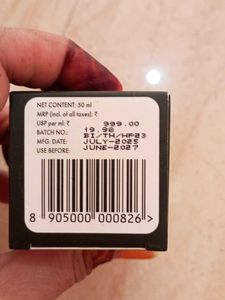 NET CONTENT: 50 ml
MRP (incl. of all taxes): ₹ 999.00
USP per ml: ₹ 19.98
BATCH NO.: BI/TH/HP23
MFG. DATE: JULY-2025
USE BEFORE: JUNE-2027
8 905000 000826 >